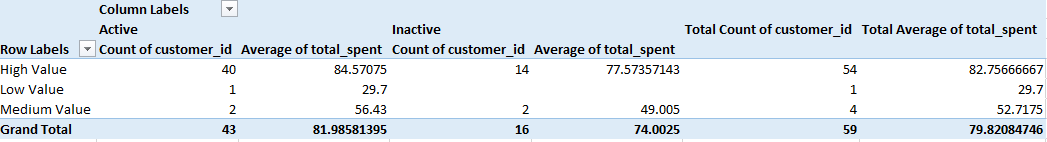 Column Labels
Active Inactive Total Count of customer_id Total Average of total_spent
Row Labels Count of customer_id Average of total_spent Count of customer_id Average of total_spent
High Value 40 84.57075 14 77.57357143 54 82.75666667
Low Value 1 29.7 1 29.7
Medium Value 2 56.43 2 49.005 4 52.7175
Grand Total 43 81.98581395 16 74.0025 59 79.82084746